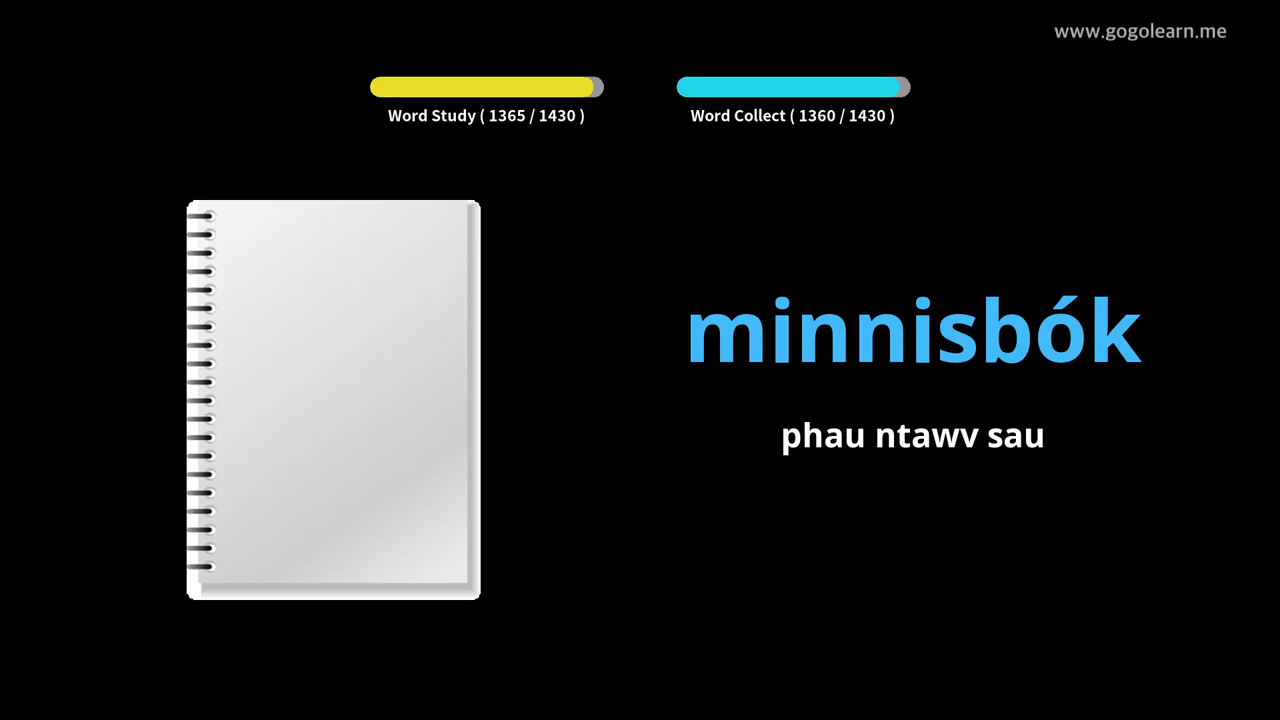 www.gogolearn.me
Word Study ( 1365 / 1430 )
Word Collect ( 1360 / 1430 )
minnisbók
phau ntawv sau